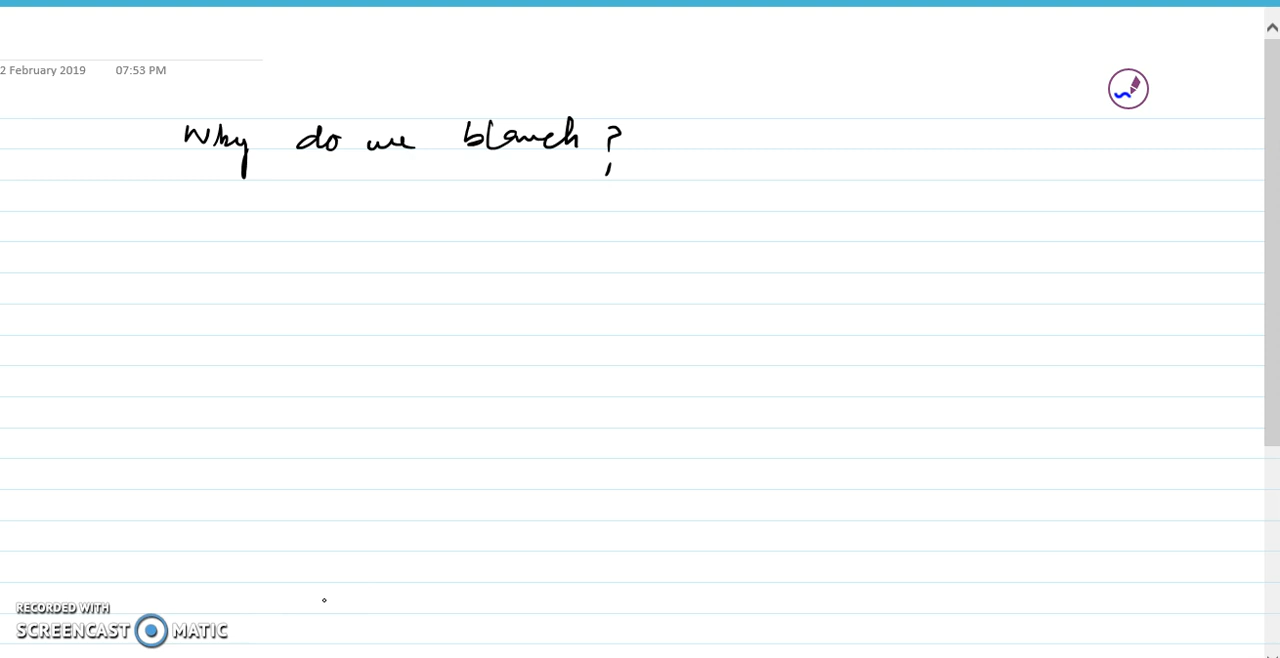 2 February 2019 07:53 PM
Why do we blanch ?
RECORDED WITH
SCREENCAST MATIC